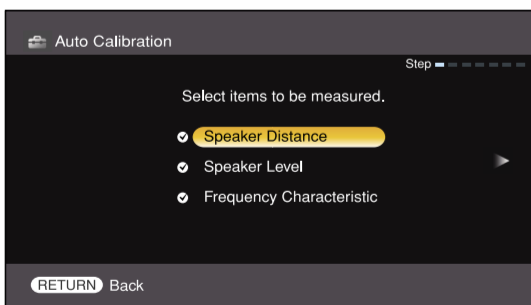 Auto Calibration
Step
Select items to be measured.
Speaker Distance
Speaker Level
Frequency Characteristic
RETURN Back